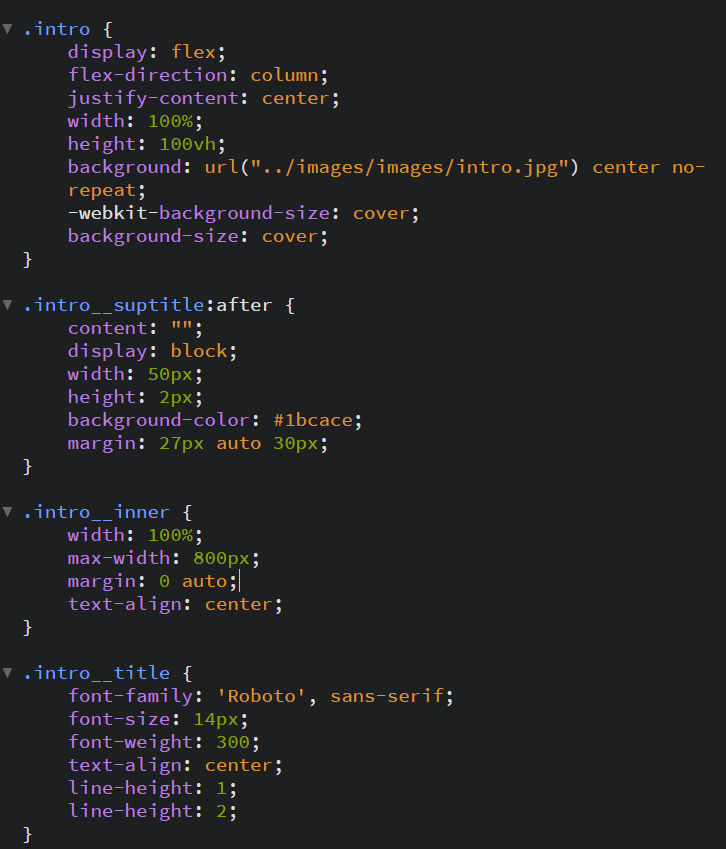 .intro {
display: flex;
flex-direction: column;
justify-content: center;
width: 100%;
height: 100vh;
background: url("../images/images/intro.jpg") center no-
repeat;
-webkit-background-size: cover;
background-size: cover;
}
.intro__suptitle:after {
content: "";
display: block;
width: 50px;
height: 2px;
background-color: #1bcace;
margin: 27px auto 30px;
}
.intro__inner {
width: 100%;
max-width: 800px;
margin: 0 auto;
text-align: center;
}
.intro__title {
font-family: 'Roboto', sans-serif;
font-size: 14px;
font-weight: 300;
text-align: center;
line-height: 1;
line-height: 2;
}